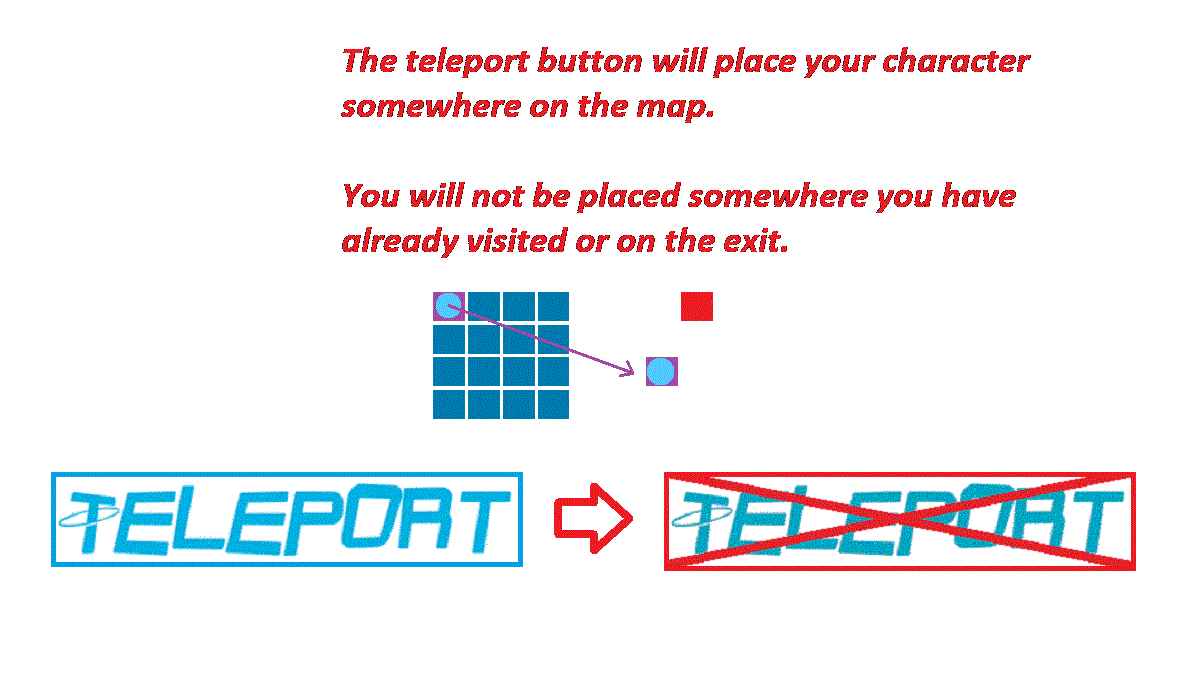 The teleport button will place your character
somewhere on the map.
You will not be placed somewhere you have
already visited or on the exit.
TELEPORT
TELEPORT